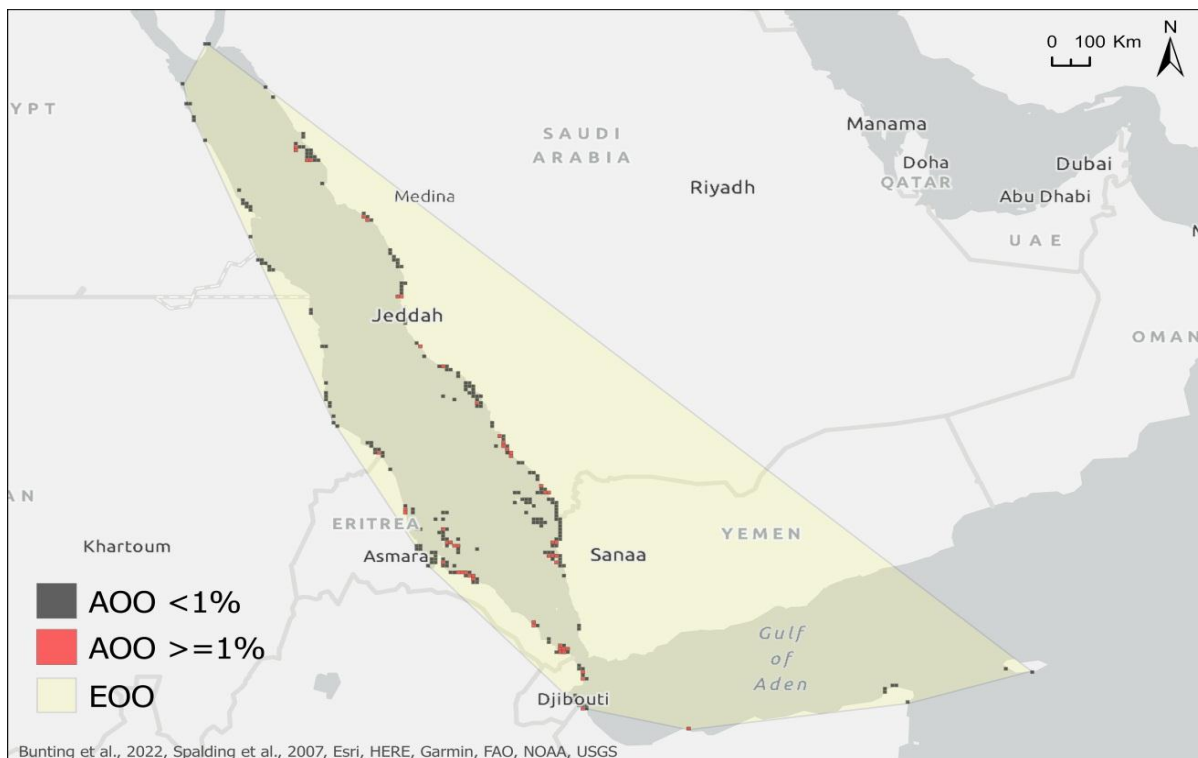 N
0 100 Km
YPT
SAUDI
ARABIA
Manama
Doha
QATAR
Dubai
Abu Dhabi
UAE
Medina
Riyadh
Jeddah
OMAN
AN
Khartoum
ERITREA
Asmara
Sanaa
YEMEN
Gulf
of
Aden
Djibouti
AOO <1%
AOO >=1%
EOO
Bunting et al., 2022, Spalding et al., 2007, Esri, HERE, Garmin, FAO, NOAA, USGS